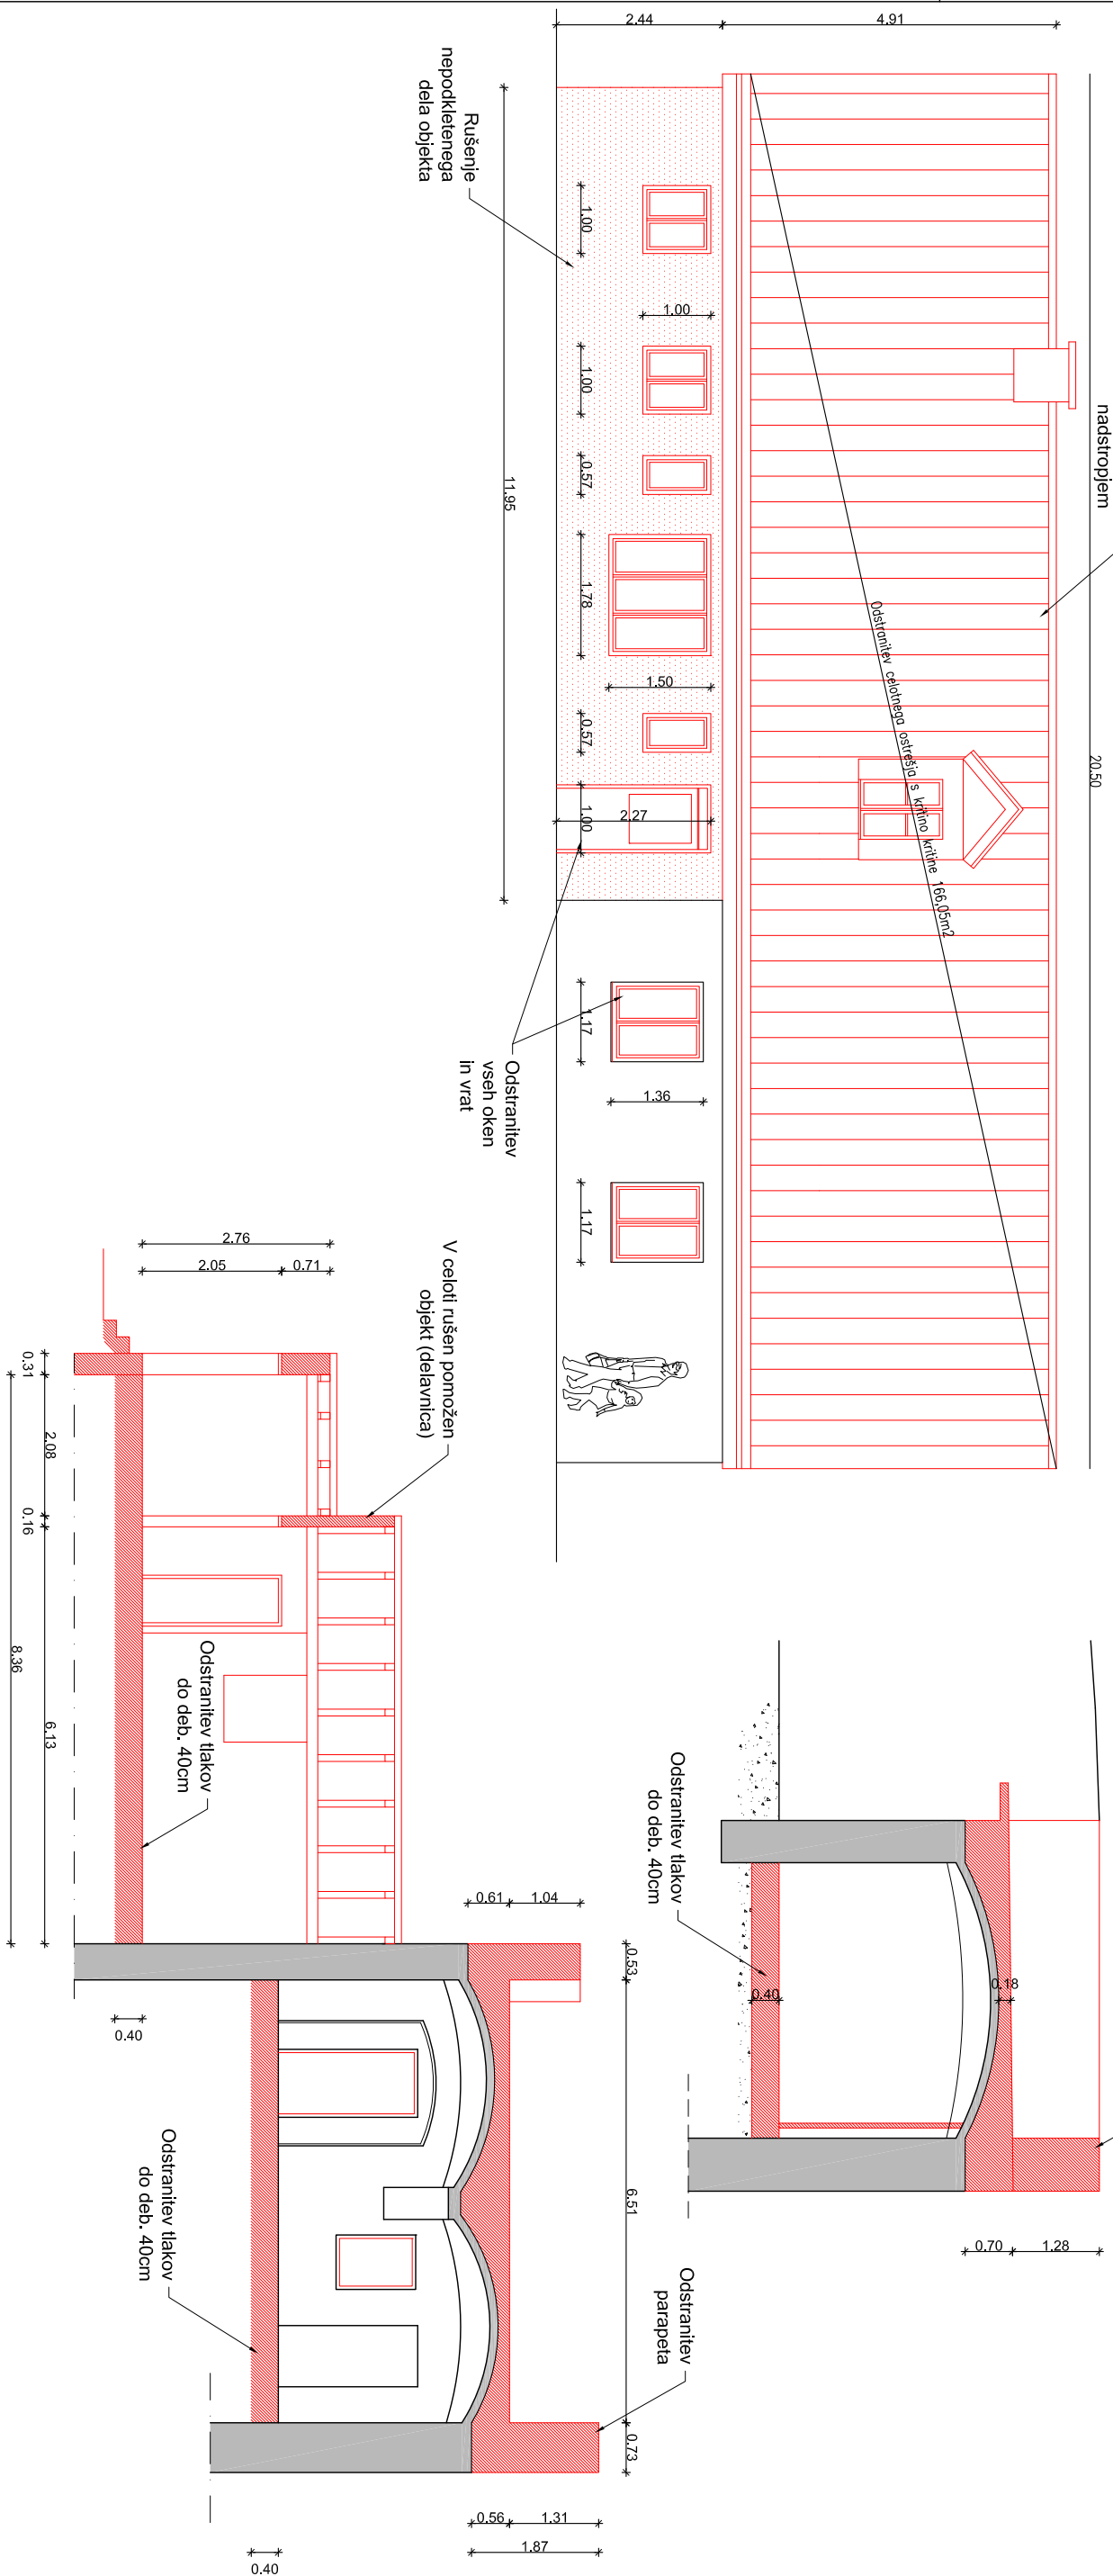 2.44
4.91
nadstropjem
20.50
Rušenje
nepodkletenega
dela objekta
1.00
1.00
1.00
0.57
11.95
1.78
1.50
0.57
1.00
2.27
Odstranitev celotnega ostrešja s kritino kritine 166,05m2
1.17
1.36
1.17
Odstranitev
vseh oken
in vrat
2.76
2.05
0.71
V celoti rušen pomožen
objekt (delavnica)
0.31
2.08
0.16
8.36
6.13
Odstranitev tlakov
do deb. 40cm
Odstranitev tlakov
do deb. 40cm
0.40
0.18
0.70
1.28
0.61
1.04
0.53
0.40
6.51
Odstranitev tlakov
do deb. 40cm
Odstranitev
parapeta
0.73
0.56
1.31
1.87
0.40